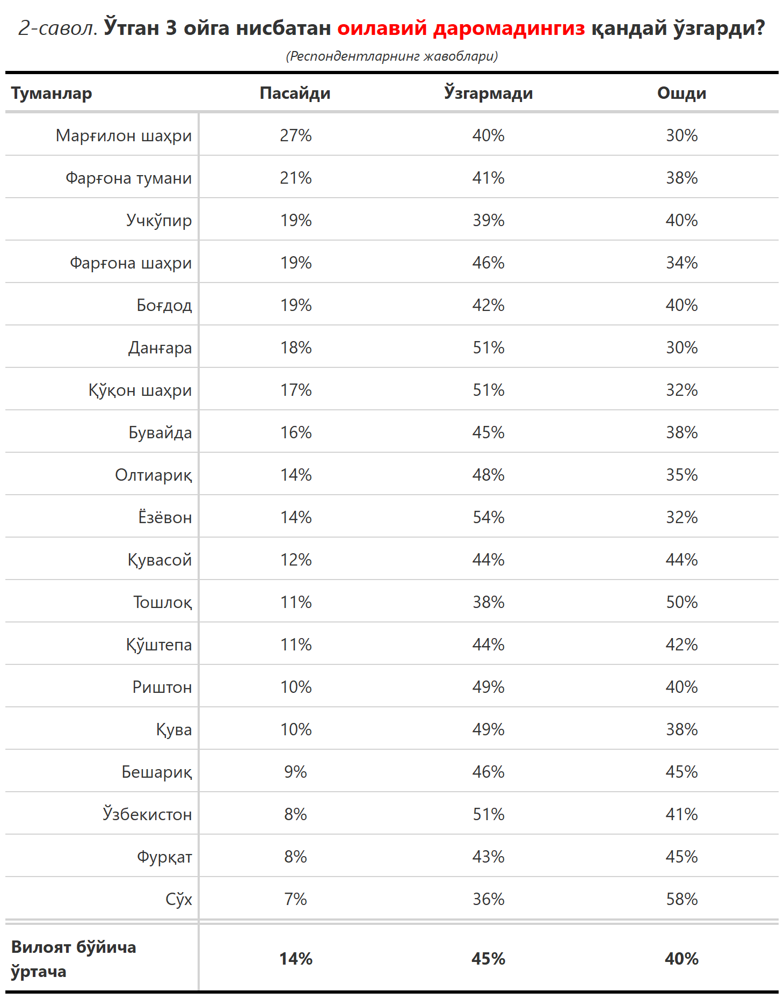 2-савол. Ўтган 3 ойга нисбатан оилавий даромадингиз қандай ўзгарди?
(Респондентларнинг жавоблари)
Туманлар Пасайди Ўзгармади Ошди
Марғилон шаҳри 27% 40% 30%
Фарғона тумани 21% 41% 38%
Учкўпир 19% 39% 40%
Фарғона шаҳри 19% 46% 34%
Боғдод 19% 42% 40%
Данғара 18% 51% 30%
Қўқон шаҳри 17% 51% 32%
Бувайда 16% 45% 38%
Олтиариқ 14% 48% 35%
Ёзёвон 14% 54% 32%
Қувасой 12% 44% 44%
Тошлоқ 11% 38% 50%
Қўштепа 11% 44% 42%
Риштон 10% 49% 40%
Қува 10% 49% 38%
Бешариқ 9% 46% 45%
Ўзбекистон 8% 51% 41%
Фурқат 8% 43% 45%
Сўх 7% 36% 58%
Вилоят бўйича
ўртача 14% 45% 40%